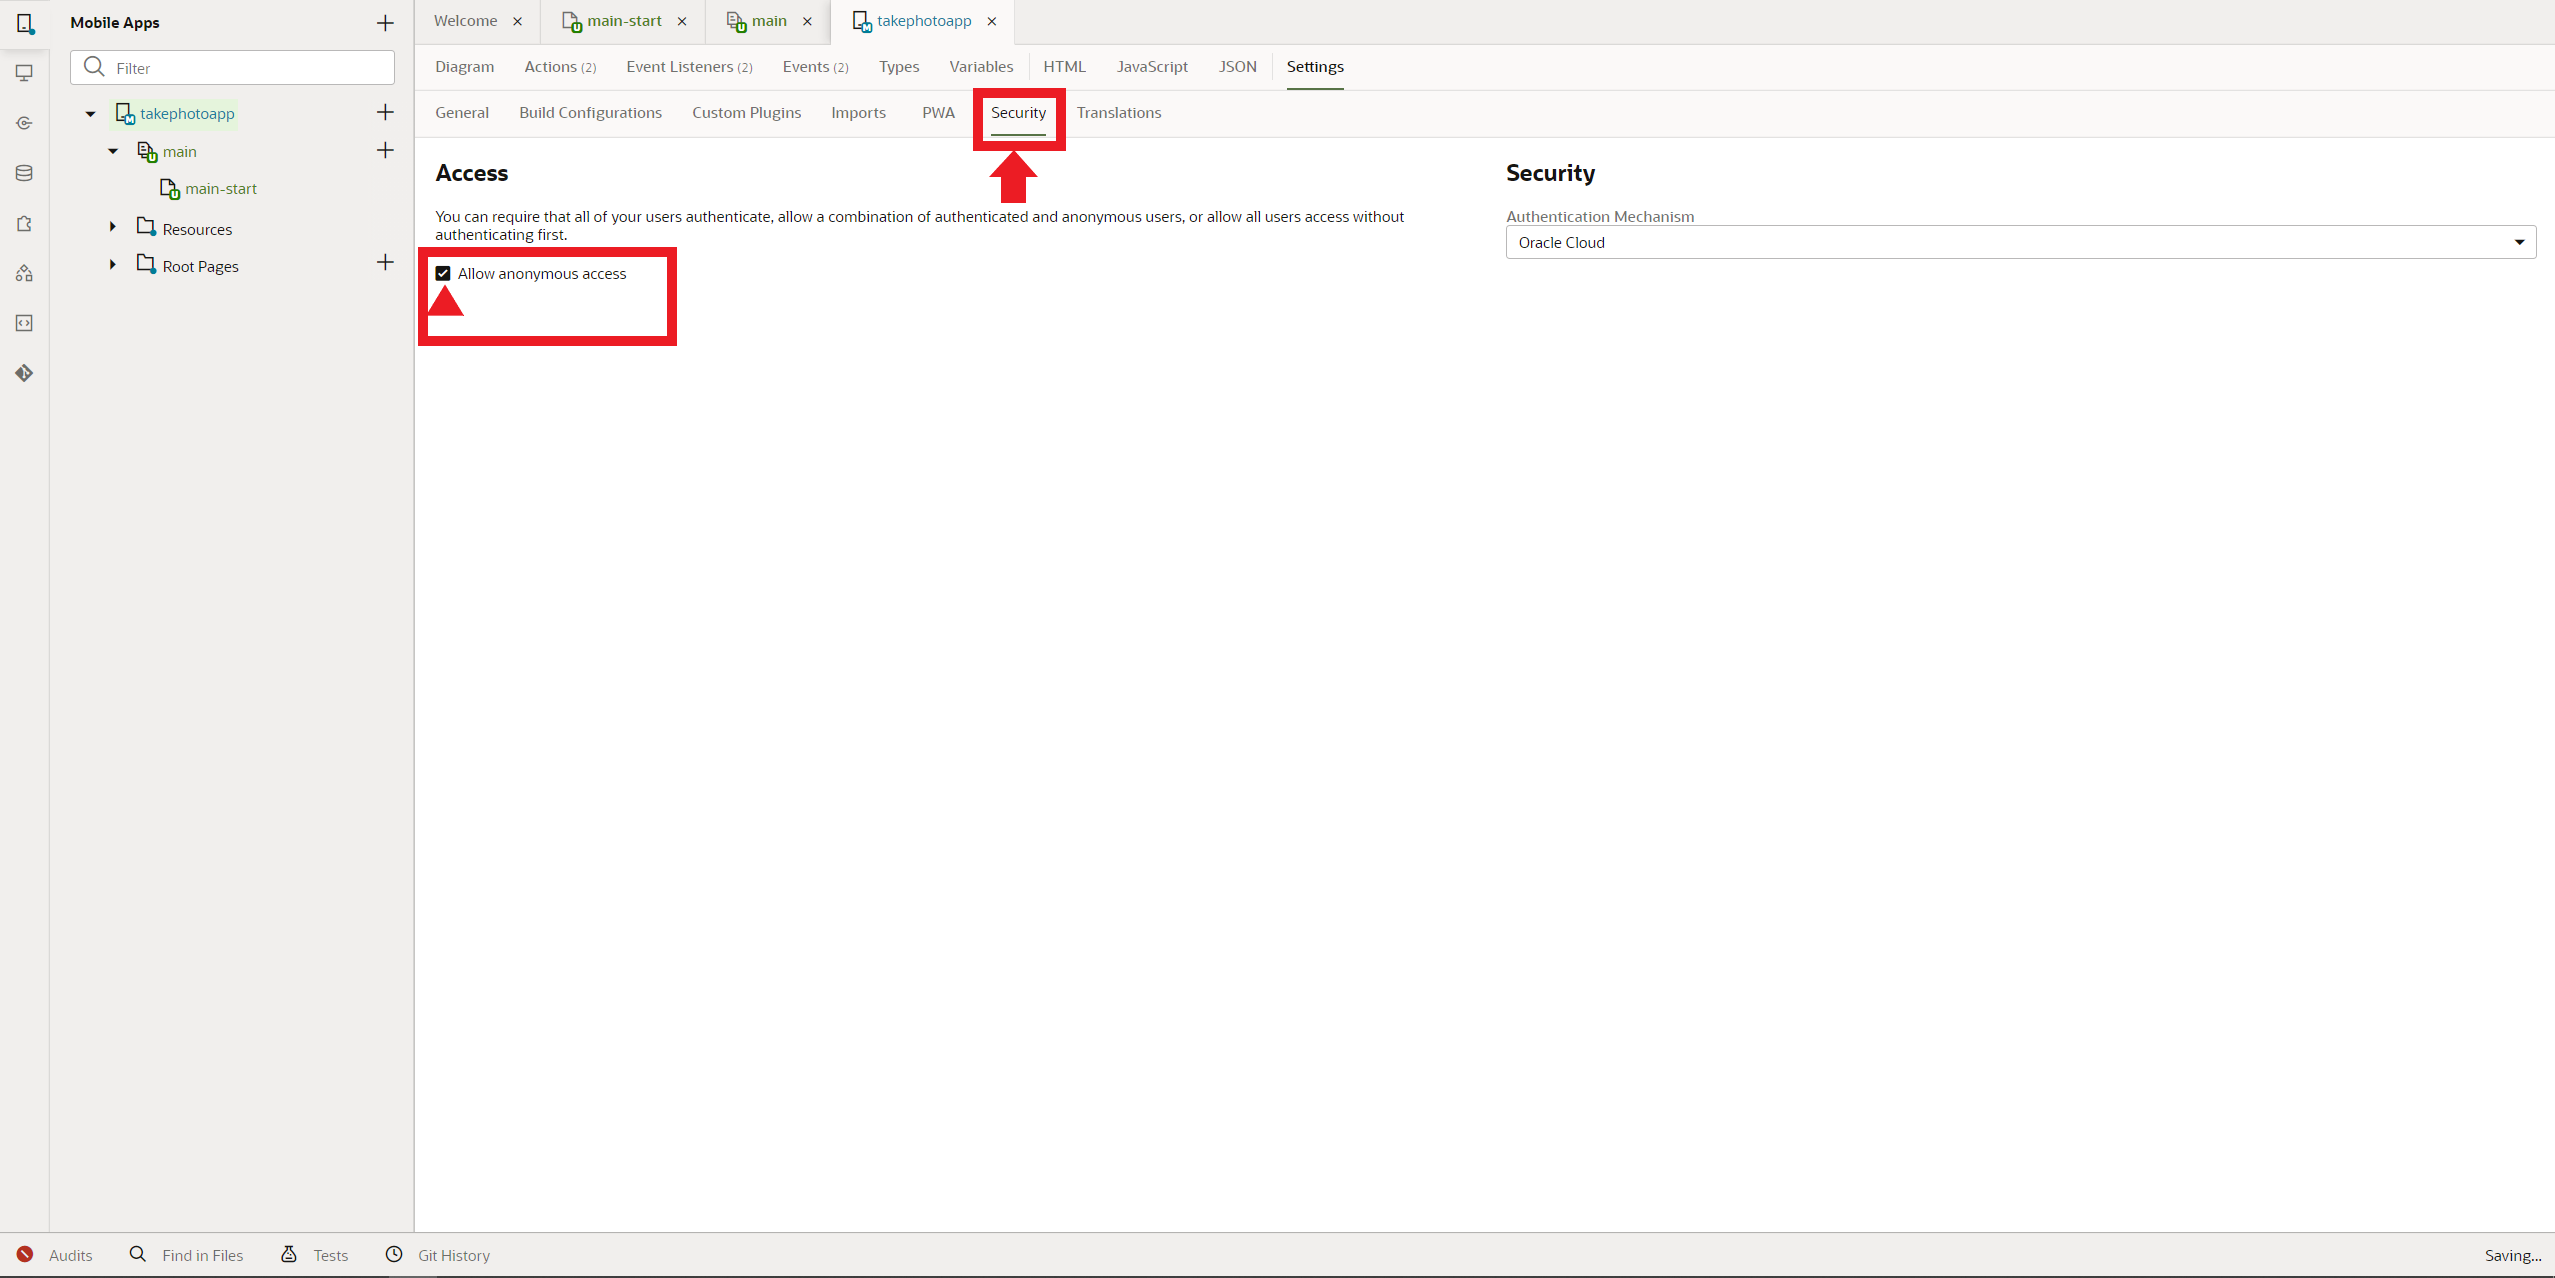 Mobile Apps
Filter
takephotoapp
main
main-start
Resources
Root Pages
Welcome
main-start
main
takephotoapp
Diagram
Actions (2)
Event Listeners (2)
Events (2)
Types
Variables
HTML
JavaScript
JSON
Settings
General
Build Configurations
Custom Plugins
Imports
PWA
Security
Translations
Access
You can require that all of your users authenticate, allow a combination of authenticated and anonymous users, or allow all users access without
authenticating first.
Allow anonymous access
Security
Authentication Mechanism
Oracle Cloud
Audits
Find in Files
Tests
Git History
Saving...